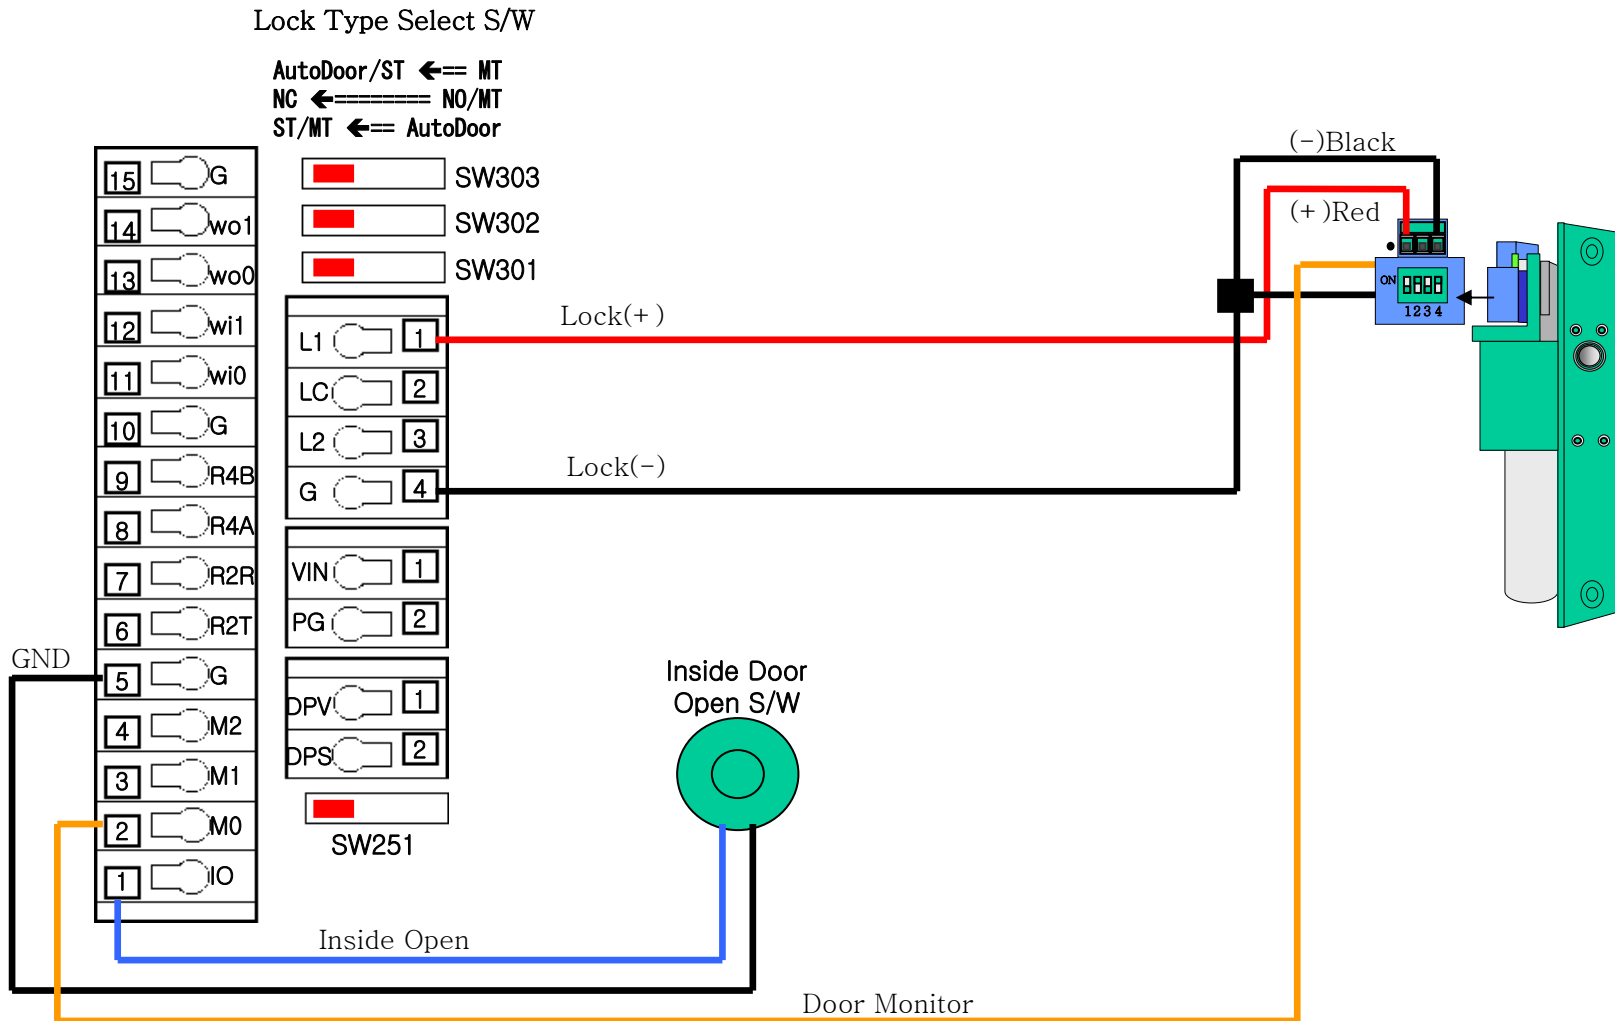 Lock Type Select S/W
AutoDoor/ST ←== MT
NC ←======== NO/MT
ST/MT ←== AutoDoor
SW303
SW302
SW301
15 G
14 wo1
13 wo0
12 wi1
11 wi0
10 G
9 R4B
8 R4A
7 R2R
6 R2T
5 G
4 M2
3 M1
2 M0
1 IO
L1 1
LC 2
L2 3
G 4
VIN 1
PG 2
DPV 1
DPS 2
SW251
GND
Lock(+)
Lock(-)
(-)Black
(+)Red
ON
1234
Inside Door
Open S/W
Inside Open
Door Monitor